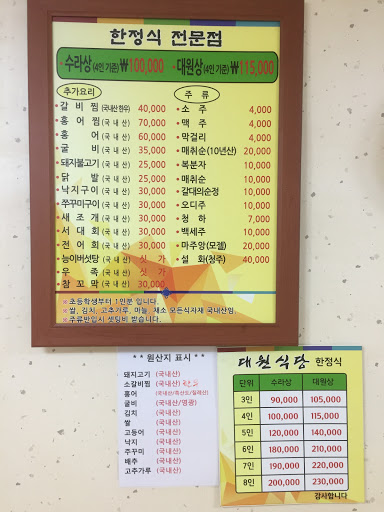 한정식 전문점
• 수라상(4인 기준)₩100,000 • 대원상(4인 기준)₩115,000
추가요리
• 갈비찜 (국내산한우) 40,000
• 홍어찜 (국내산) 70,000
• 홍어 (국내산) 60,000
• 굴비 (국내산) 35,000
• 돼지불고기 (국내산) 25,000
• 닭발 (국내산) 25,000
• 낙지구이 (국내산) 30,000
• 쭈꾸미구이 (국내산) 30,000
• 새조개 (국내산) 30,000
• 서대회 (국내산) 30,000
• 전어회 (국내산) 30,000
• 능이버섯탕 (국내산) 싯가
• 우족 (국내산) 싯가
• 참꼬막 (국내산) 30,000
주류
• 소주 4,000
• 맥주 4,000
• 막걸리 4,000
• 매취순(10년산) 20,000
• 복분자 10,000
• 매취순 10,000
• 갈대의순정 10,000
• 오디주 10,000
• 청하 7,000
• 백세주 10,000
• 마주앙(모젤) 20,000
• 설화(청주) 40,000
※초등학생부터 1인분 입니다.
※쌀, 김치, 고추가루, 마늘, 채소 모든식자재 국내산임.
※주류반입시 셋팅비 받습니다.
** 원산지 표시 **
돼지고기 (국내산)
소갈비찜 (국내산)
홍어 (국내산/흑산도/칠레산)
굴비 (국내산/영광)
김치 (국내산)
쌀 (국내산)
고등어 (국내산)
낙지 (국내산)
쭈꾸미 (국내산)
배추 (국내산)
고추가루 (국내산)
대원식당 한정식
단위 수라상 대원상
3인 90,000 105,000
4인 100,000 115,000
5인 120,000 140,000
6인 180,000 210,000
7인 190,000 220,000
8인 200,000 230,000
감사합니다